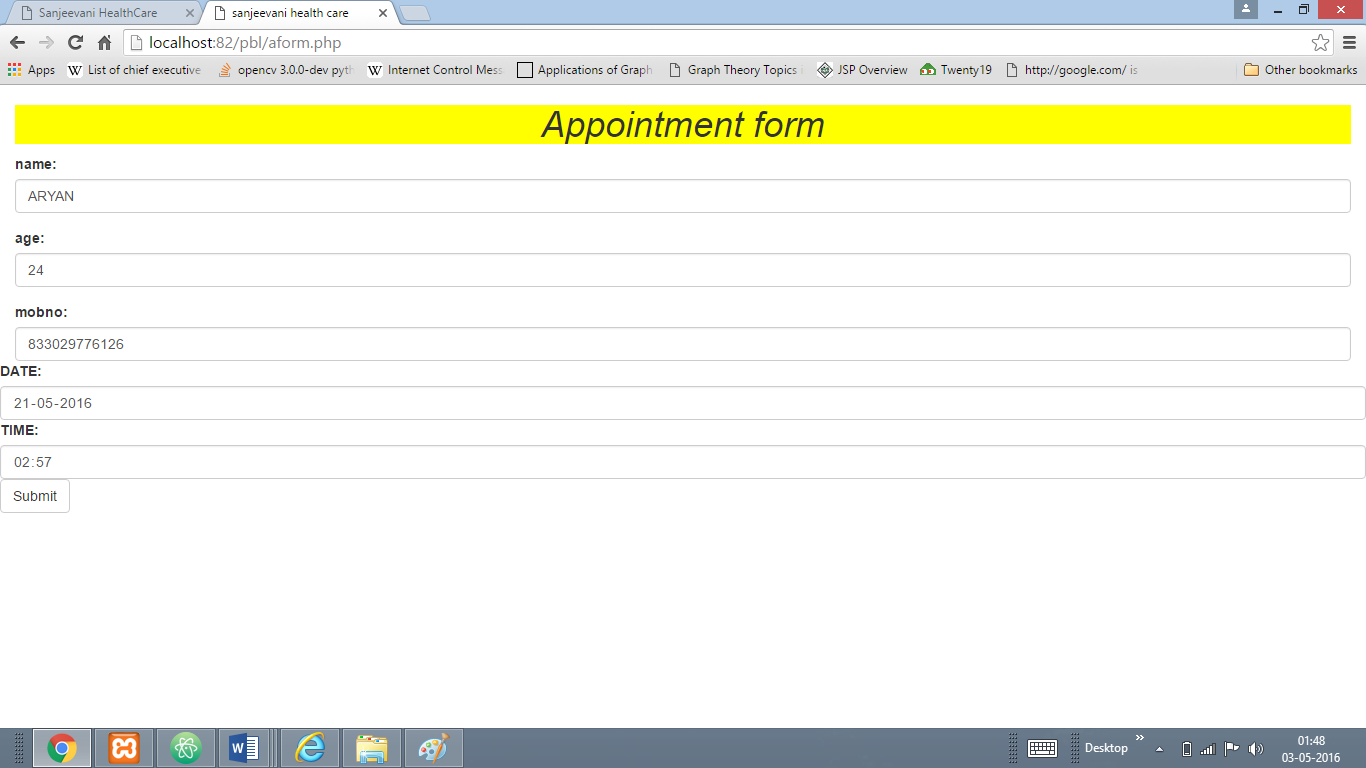 Sanjeevani HealthCare
sanjeevani health care
localhost:82/pbl/aform.php
Apps List of chief executive opencv 3.0.0-dev pyth Internet Control Mess Applications of Graph Graph Theory Topics i JSP Overview Twenty19 http://google.com/ is Other bookmarks
Appointment form
name:
ARYAN
age:
24
mobno:
833029776126
DATE:
21-05-2016
TIME:
02:57
Submit
Desktop
01:48
03-05-2016